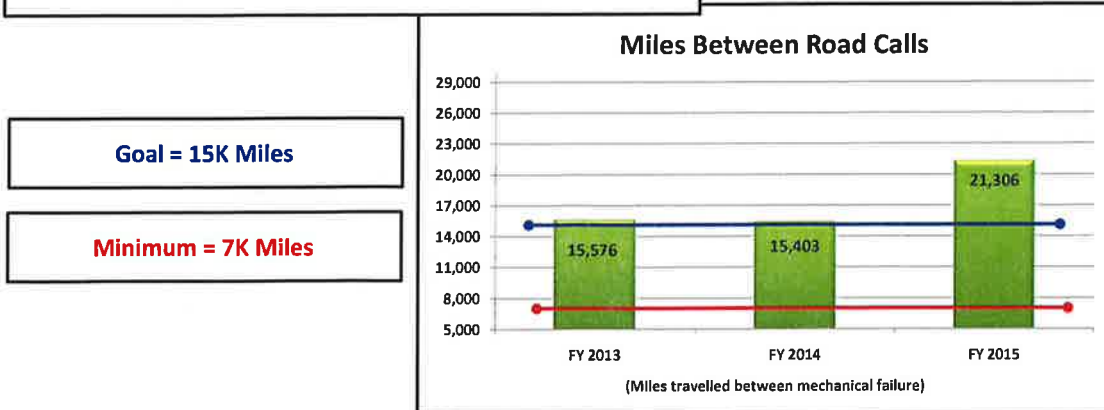 Goal = 15K Miles
Minimum = 7K Miles
Miles Between Road Calls
29,000
26,000
23,000
20,000
17,000
14,000
11,000
8,000
5,000
15,576
15,403
21,306
FY 2013
FY 2014
FY 2015
(Miles travelled between mechanical failure)